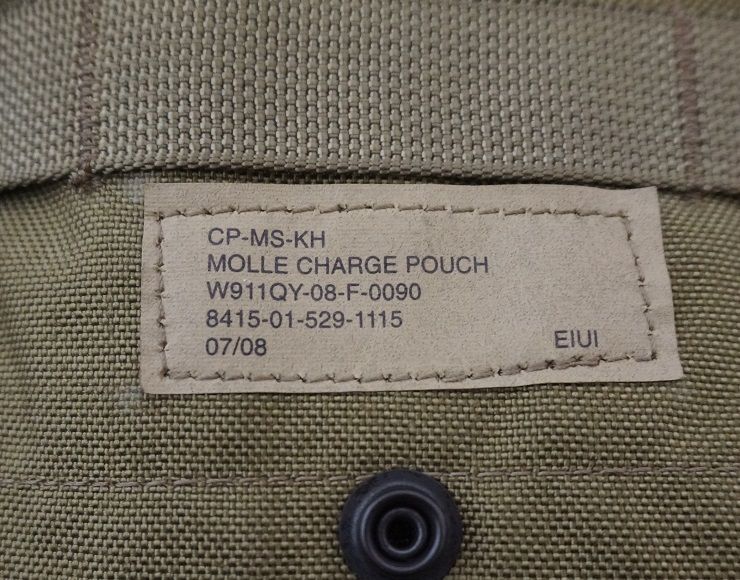 CP-MS-KH
MOLLE CHARGE POUCH
W911QY-08-F-0090
8415-01-529-1115
07/08 EIUI